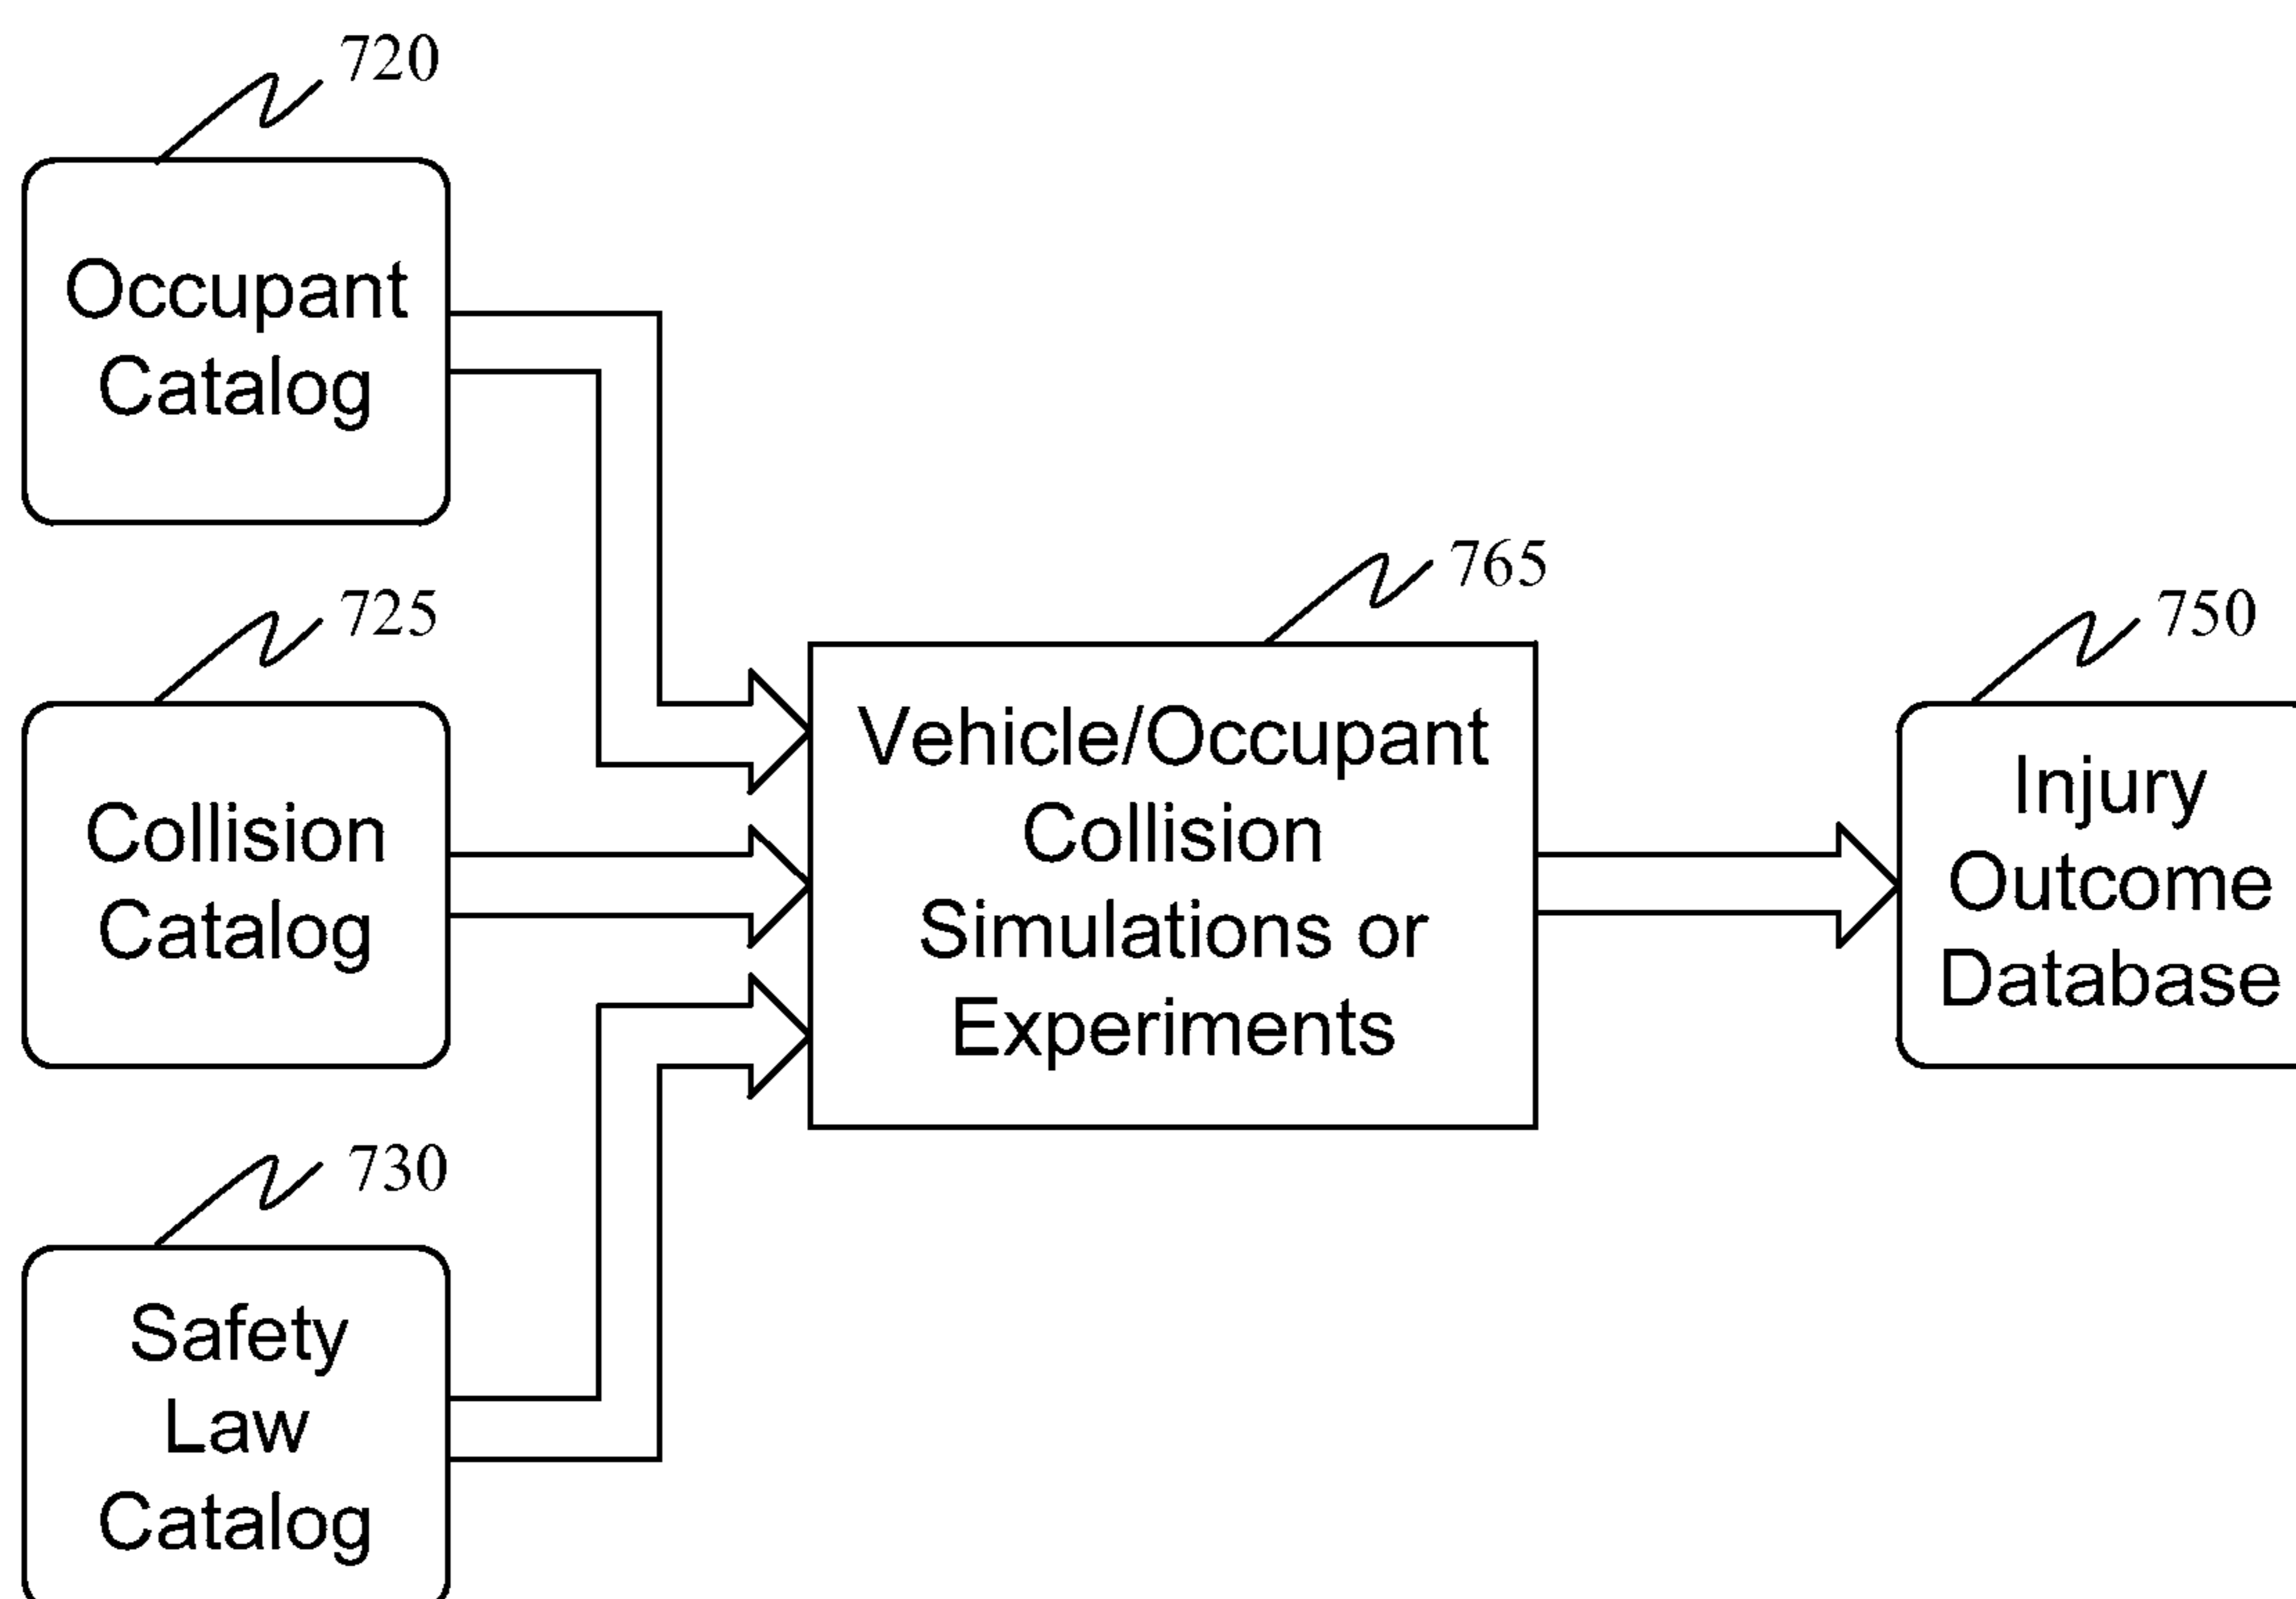 720
Occupant
Catalog
725
Collision
Catalog
730
Safety
Law
Catalog
765
Vehicle/Occupant
Collision
Simulations or
Experiments
750
Injury
Outcome
Database